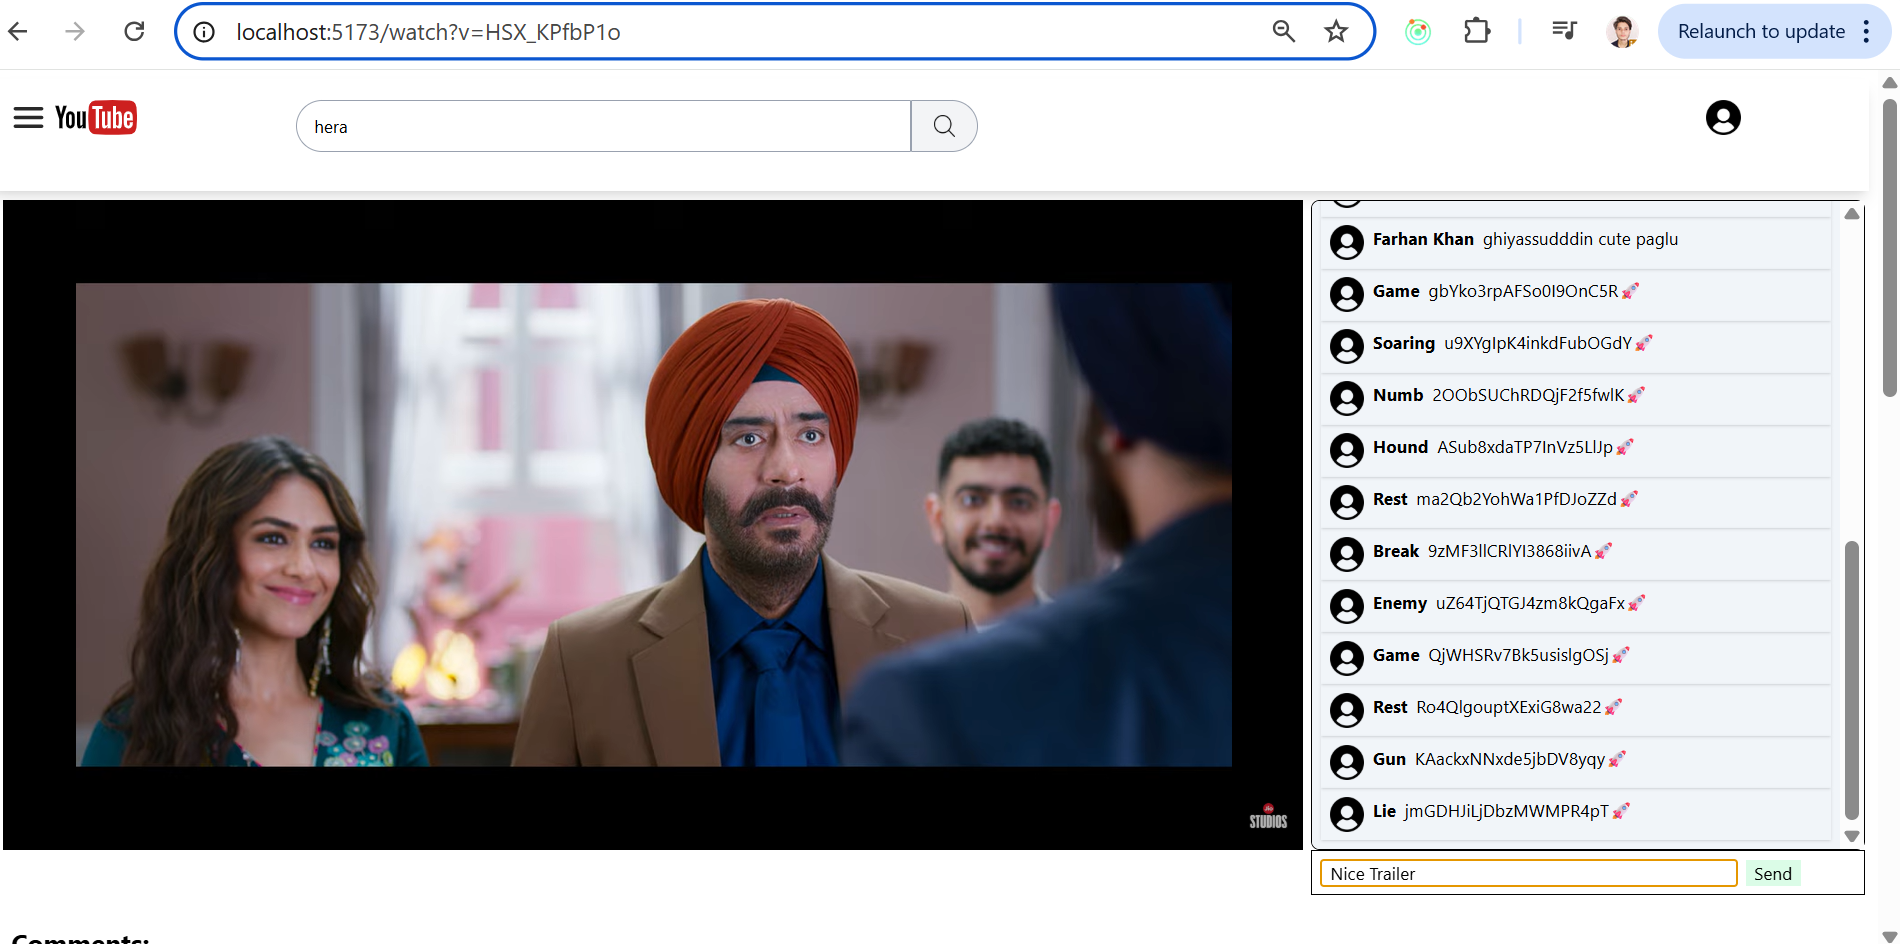 localhost:5173/watch?v=HSX_KPfbP1o
Relaunch to update
YouTube
hera
Farhan Khan ghiyassudddin cute paglu
Game gbYko3rpAFSo0I9OnC5R🚀
Soaring u9XYgIpK4inkdFubOGdY🚀
Numb 2OObSUChRDQjF2f5fwlK🚀
Hound ASub8xdaTP7InVz5LlJp🚀
Rest ma2Qb2YohWa1PfDJoZZd🚀
Break 9zMF3llCRlYI3868iivA🚀
Enemy uZ64TjQTGJ4zm8kQgaFx🚀
Game QjWHSRv7Bk5usislgOSj🚀
Rest Ro4QlgouptXExiG8wa22🚀
Gun KAackxNNxde5jbDV8yqy🚀
Lie jmGDHJiLjDbzMWMPR4pT🚀
Jio
STUDIOS
Nice Trailer
Send
Comments: